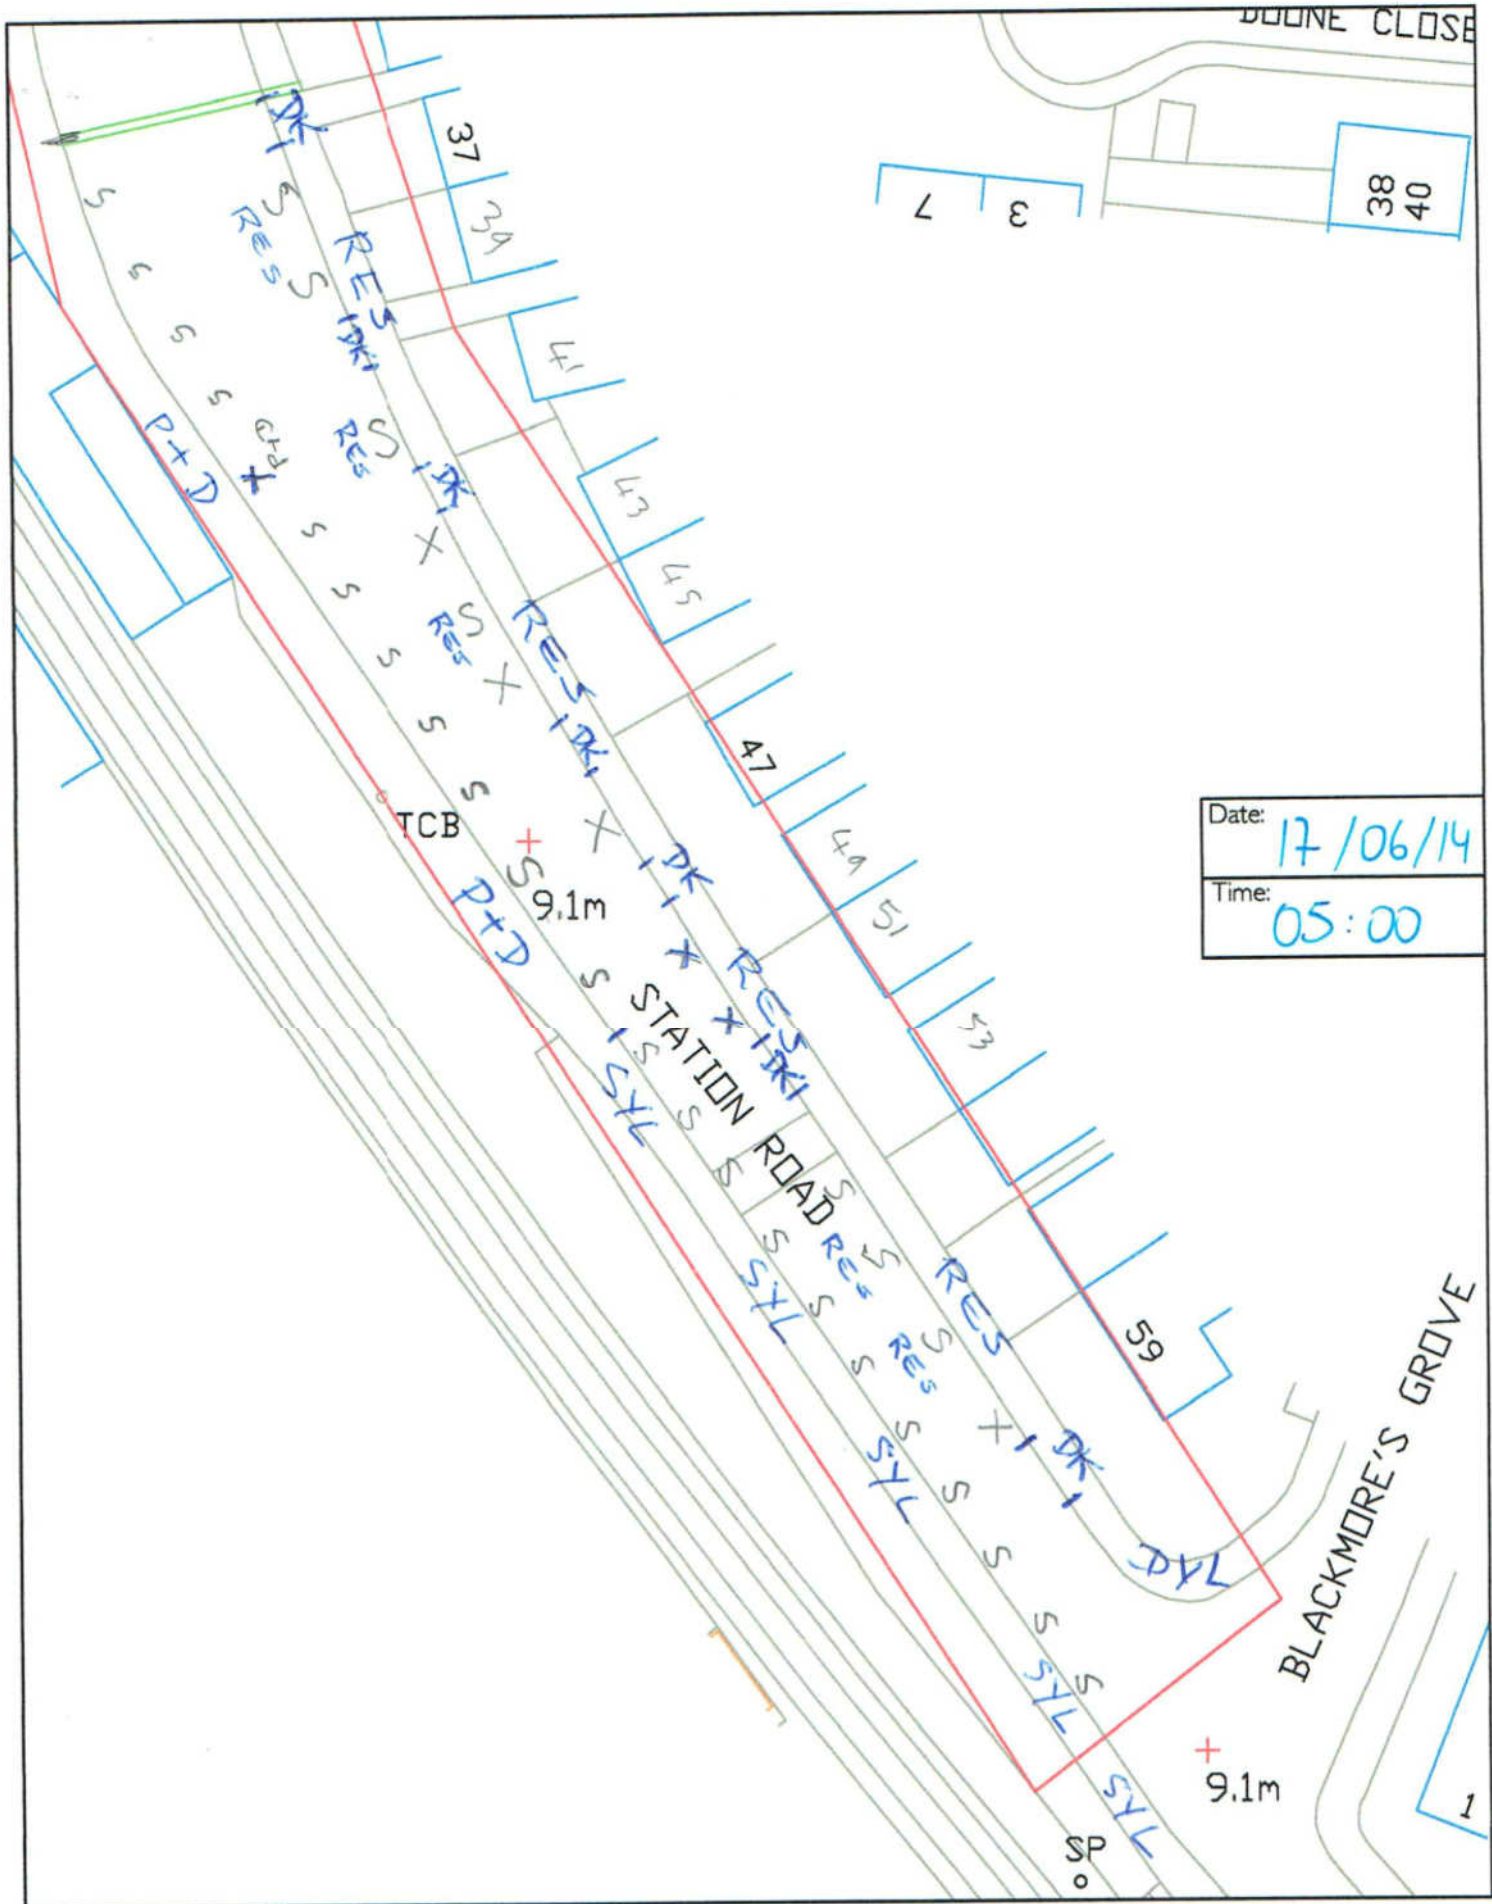 DOONE CLOSE
DK
37
38
40
7
3
S
S
RES
39
RES
S
S
DK
41
S
S
P+D
S
RES
DK
43
X
S
X
45
S
S
RES
RES
X
S
S
DK
47
S
TCB
X
DK
49
S
9.1m
P+D
51
X
RES
S
STATION ROAD
X
DK
53
S
SYL
S
S
S
RES
S
S
SYL
S
RES
RES
S
59
S
SYL
S
X
DK
S
S
DYL
BLACKMORE'S GROVE
S
SYL
S
9.1m
SYL
SP
1
Date: 17/06/14
Time: 05:00